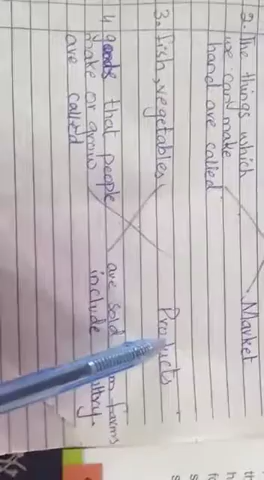 2. The things which
we can't make
hand are called
Market
3. fish, vegetables,
Products
4. goods that people
make or grow
are called
are sold
farms
include